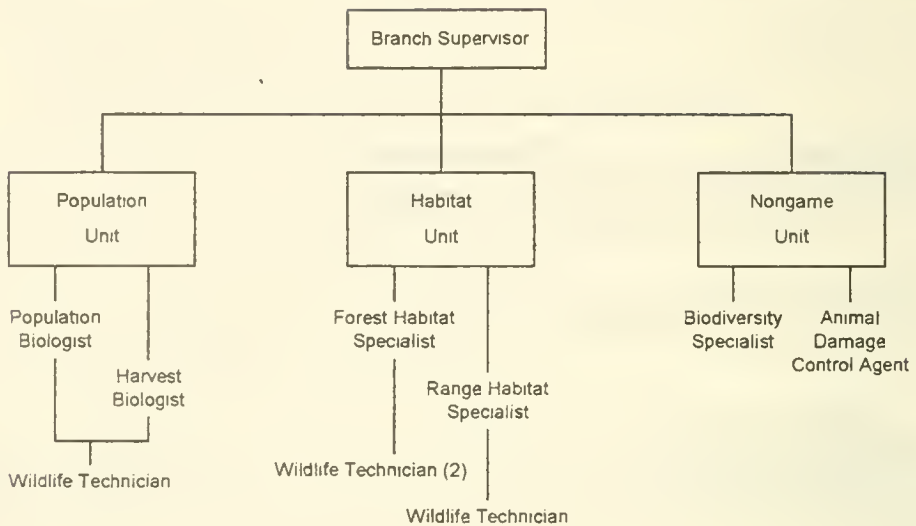 Branch Supervisor
Population
Unit
Habitat
Unit
Nongame
Unit
Population
Biologist
Harvest
Biologist
Wildlife Technician
Forest Habitat
Specialist
Range Habitat
Specialist
Wildlife Technician (2)
Wildlife Technician
Biodiversity
Specialist
Animal
Damage
Control Agent